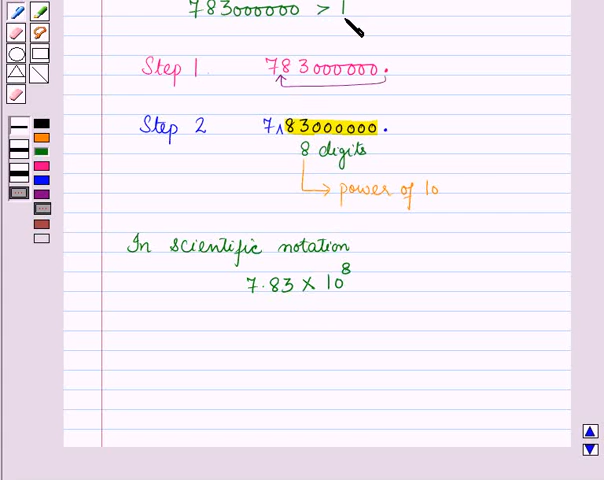 783000000 > 1
Step 1. 783000000.
Step 2 7‸83000000.
8 digits
→ power of 10
In scientific notation
7.83 × 10⁸